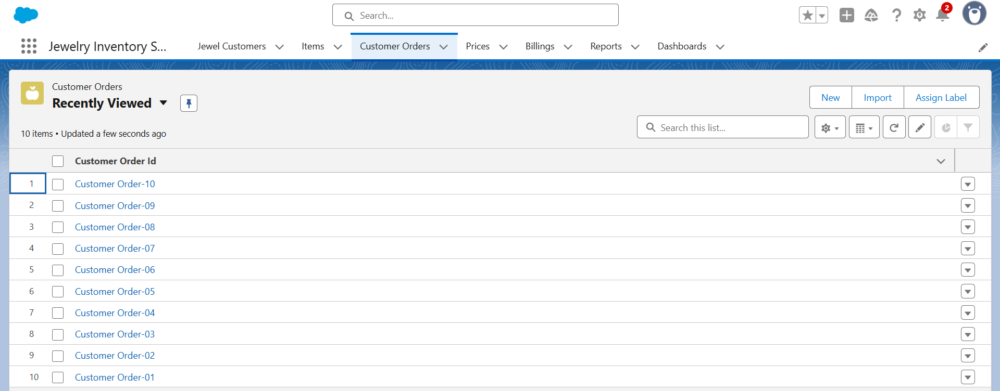 Search...
2
Jewelry Inventory S...
Jewel Customers Items Customer Orders Prices Billings Reports Dashboards
Customer Orders
Recently Viewed
New Import Assign Label
10 items • Updated a few seconds ago
Search this list...
Customer Order Id
1 Customer Order-10
2 Customer Order-09
3 Customer Order-08
4 Customer Order-07
5 Customer Order-06
6 Customer Order-05
7 Customer Order-04
8 Customer Order-03
9 Customer Order-02
10 Customer Order-01